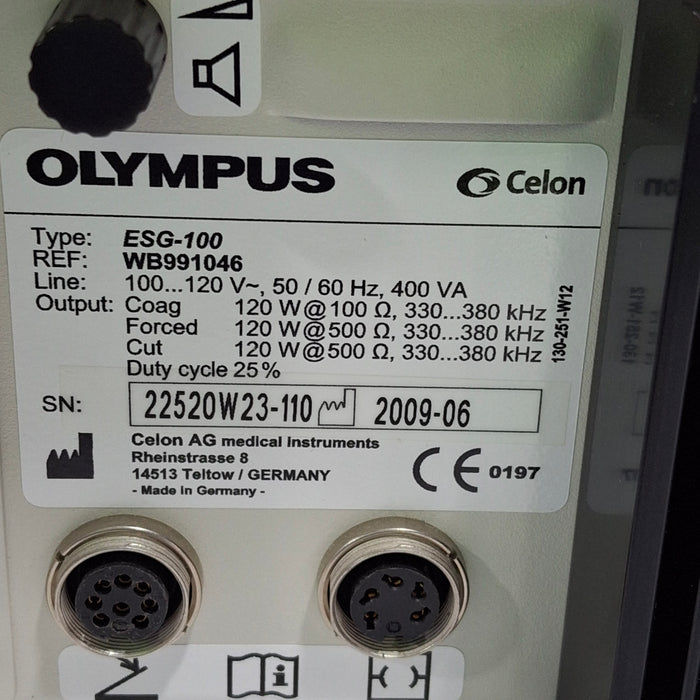 OLYMPUS
Celon
Type: ESG-100
REF: WB991046
Line: 100...120 V~, 50 / 60 Hz, 400 VA
Output: Coag 120 W@100 Ω, 330...380 kHz
Forced 120 W@500 Ω, 330...380 kHz
Cut 120 W@500 Ω, 330...380 kHz
Duty cycle 25%
130-251-W12
SN: 22520W23-110 2009-06
Celon AG medical instruments
Rheinstrasse 8
14513 Teltow / GERMANY
- Made in Germany -
CE 0197